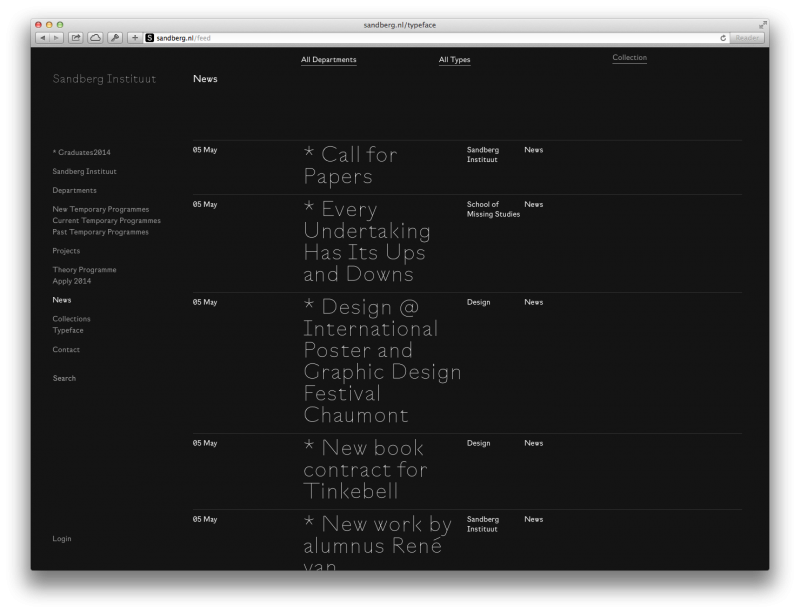 sandberg.nl/typeface
sandberg.nl/feed
Reader
All Departments
All Types
Collection
Sandberg Instituut
News
* Graduates2014
Sandberg Instituut
Departments
New Temporary Programmes
Current Temporary Programmes
Past Temporary Programmes
Projects
Theory Programme
Apply 2014
News
Collections
Typeface
Contact
Search
Login
05 May
* Call for
Papers
Sandberg
Instituut
News
05 May
* Every
Undertaking
Has Its Ups
and Downs
School of
Missing Studies
News
05 May
* Design @
International
Poster and
Graphic Design
Festival
Chaumont
Design
News
05 May
* New book
contract for
Tinkebell
Design
News
05 May
* New work by
alumnus René
van
Sandberg
Instituut
News